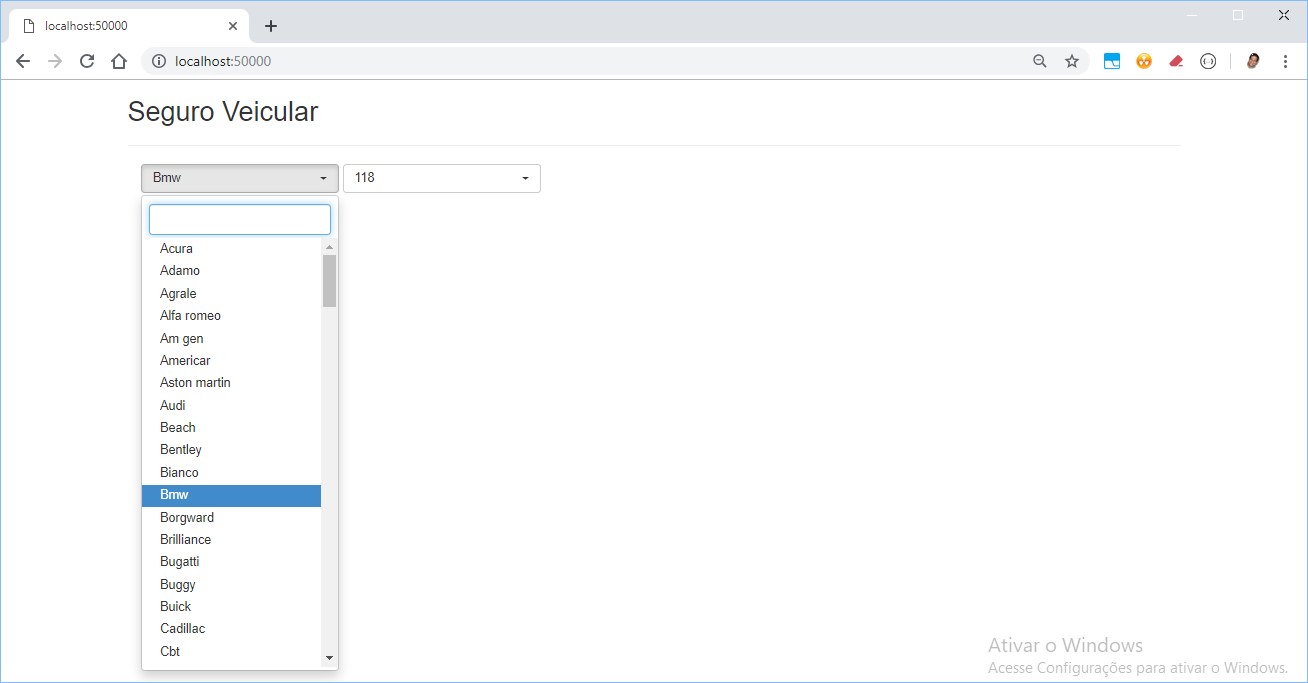 localhost:50000
localhost:50000
Seguro Veicular
Bmw
118
Acura
Adamo
Agrale
Alfa romeo
Am gen
Americar
Aston martin
Audi
Beach
Bentley
Bianco
Bmw
Borgward
Brilliance
Bugatti
Buggy
Buick
Cadillac
Cbt
Ativar o Windows
Acesse Configurações para ativar o Windows.